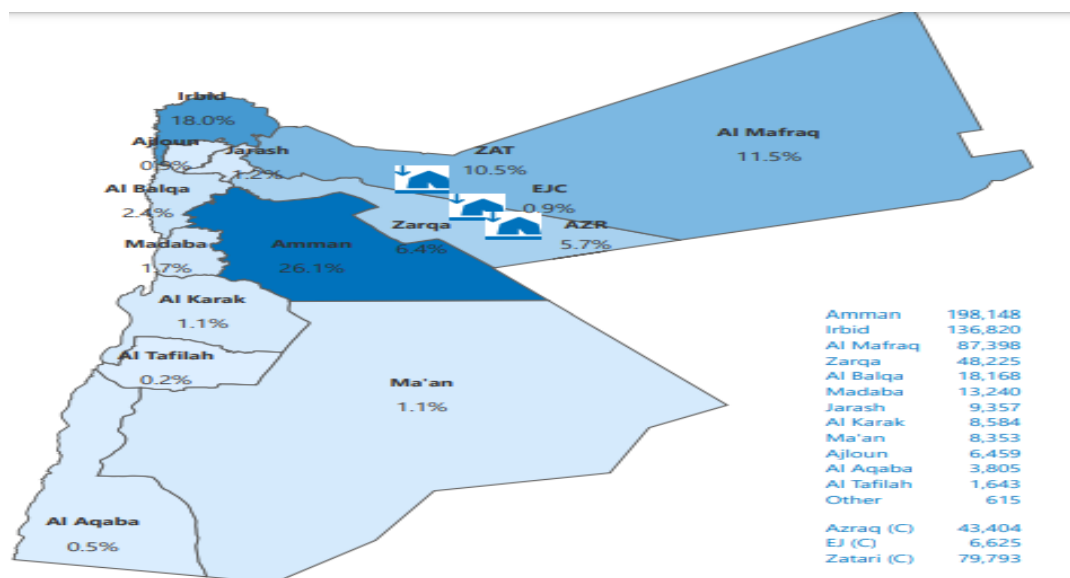 Irbid
18.0%
Ajloun
0.9%
Jarash
1.2%
ZAT
10.5%
Al Mafraq
11.5%
Al Balqa
2.4%
EJC
0.9%
Zarqa
6.4%
AZR
5.7%
Madaba
1.7%
Amman
26.1%
Al Karak
1.1%
Al Tafilah
0.2%
Ma'an
1.1%
Al Aqaba
0.5%
Amman 198,148
Irbid 136,820
Al Mafraq 87,398
Zarqa 48,225
Al Balqa 18,168
Madaba 13,240
Jarash 9,357
Al Karak 8,584
Ma'an 8,353
Ajloun 6,459
Al Aqaba 3,805
Al Tafilah 1,643
Other 615
Azraq (C) 43,404
EJ (C) 6,625
Zatari (C) 79,793